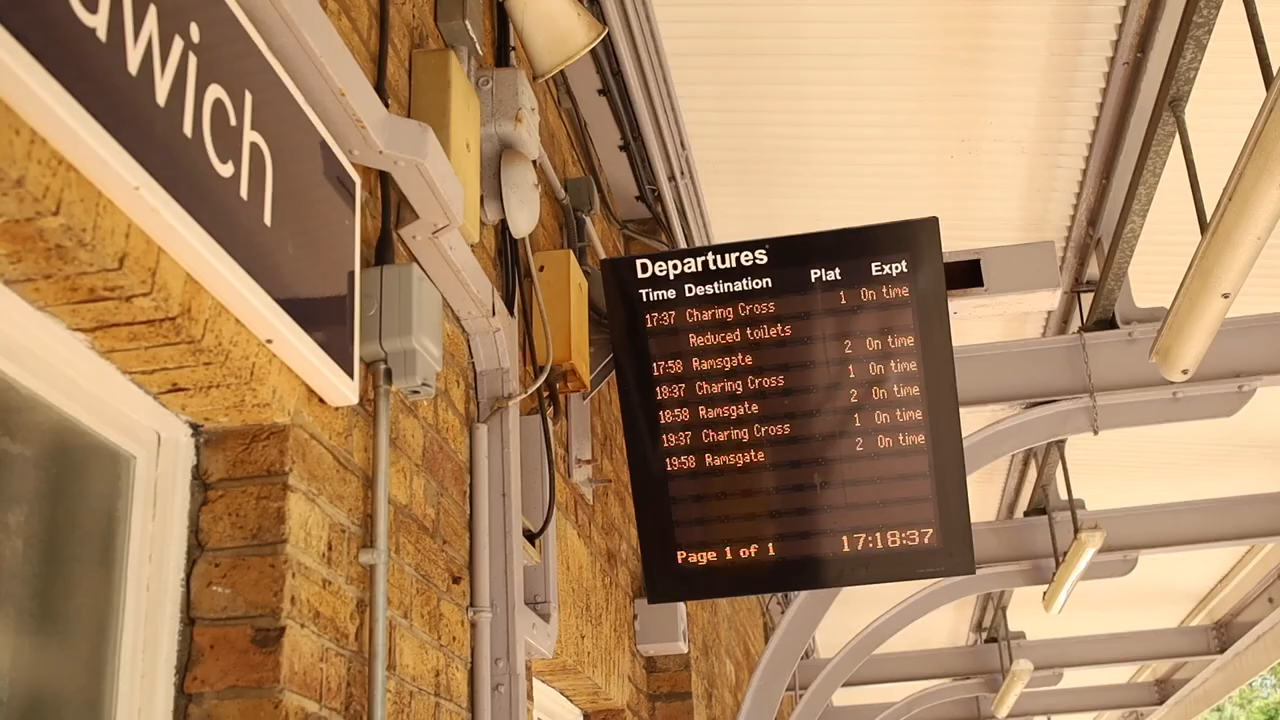 dwich
Departures
Time Destination Plat Expt
17:37 Charing Cross 1 On time
Reduced toilets
17:58 Ramsgate 2 On time
18:37 Charing Cross 1 On time
18:58 Ramsgate 2 On time
19:37 Charing Cross 1 On time
19:58 Ramsgate 2 On time
Page 1 of 1 17:18:37